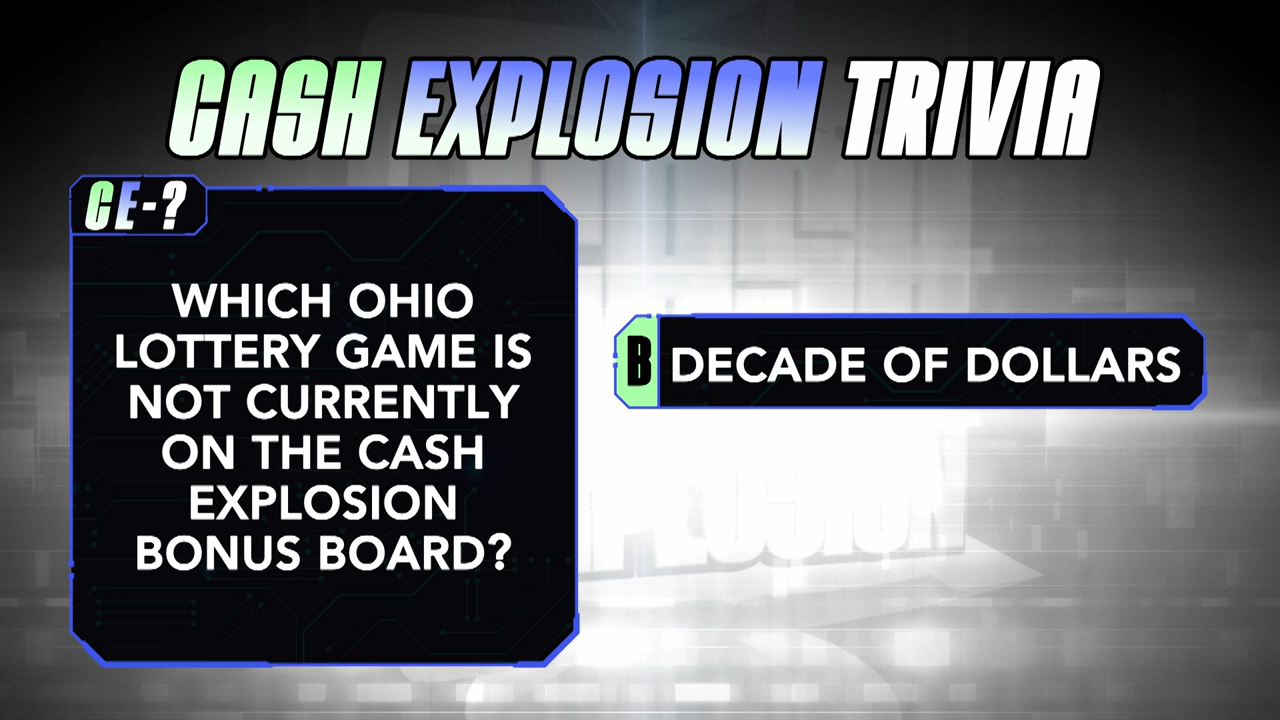 CASH EXPLOSION TRIVIA
CE-?
WHICH OHIO
LOTTERY GAME IS
NOT CURRENTLY
ON THE CASH
EXPLOSION
BONUS BOARD?
B DECADE OF DOLLARS
EXPLOSION